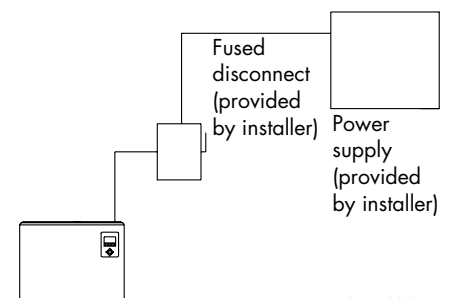 Fused
disconnect
(provided
by installer)
Power
supply
(provided
by installer)